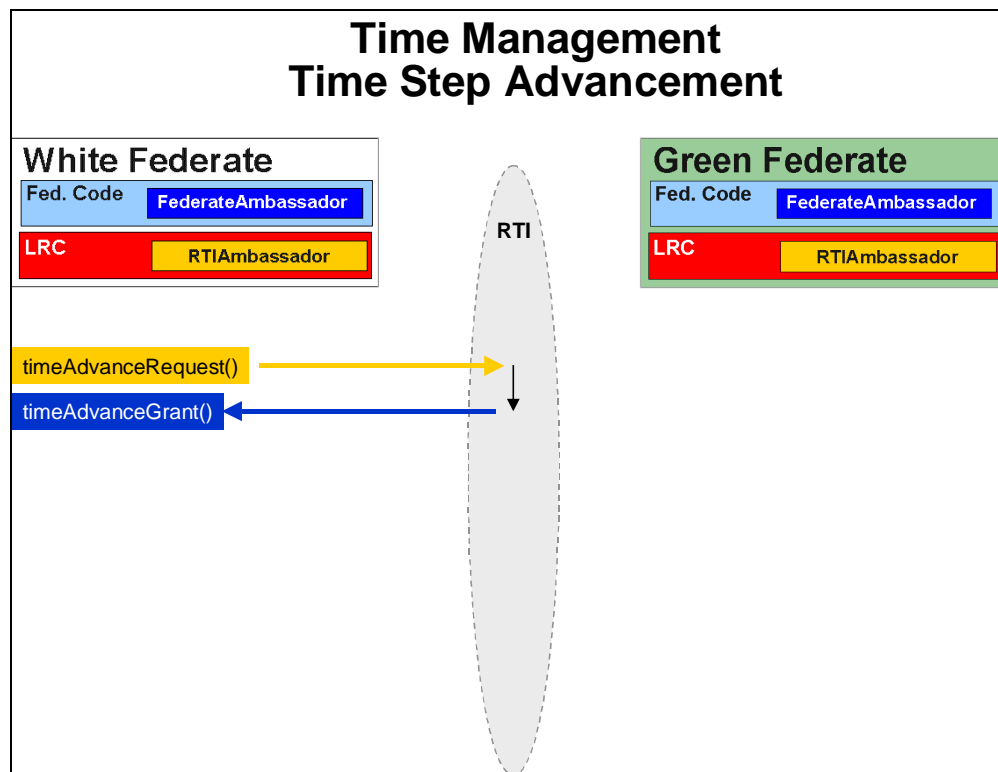 Time Management
Time Step Advancement
White Federate
Fed. Code
FederateAmbassador
LRC
RTIAmbassador
RTI
Green Federate
Fed. Code
FederateAmbassador
LRC
RTIAmbassador
timeAdvanceRequest()
timeAdvanceGrant()